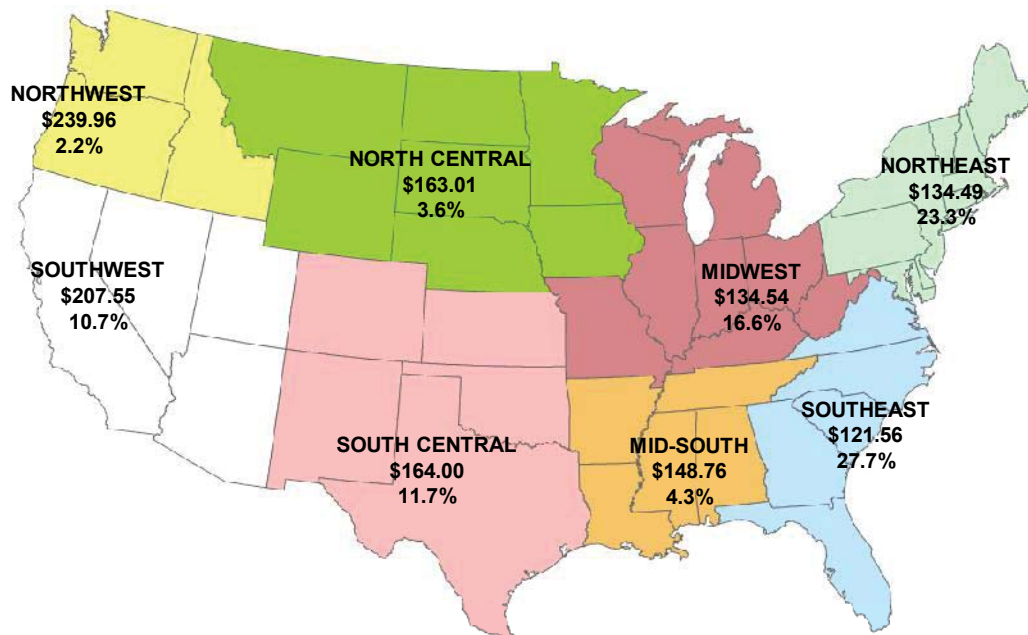 NORTHWEST
$239.96
2.2%
NORTH CENTRAL
$163.01
3.6%
NORTHEAST
$134.49
23.3%
SOUTHWEST
$207.55
10.7%
MIDWEST
$134.54
16.6%
SOUTH CENTRAL
$164.00
11.7%
MID-SOUTH
$148.76
4.3%
SOUTHEAST
$121.56
27.7%